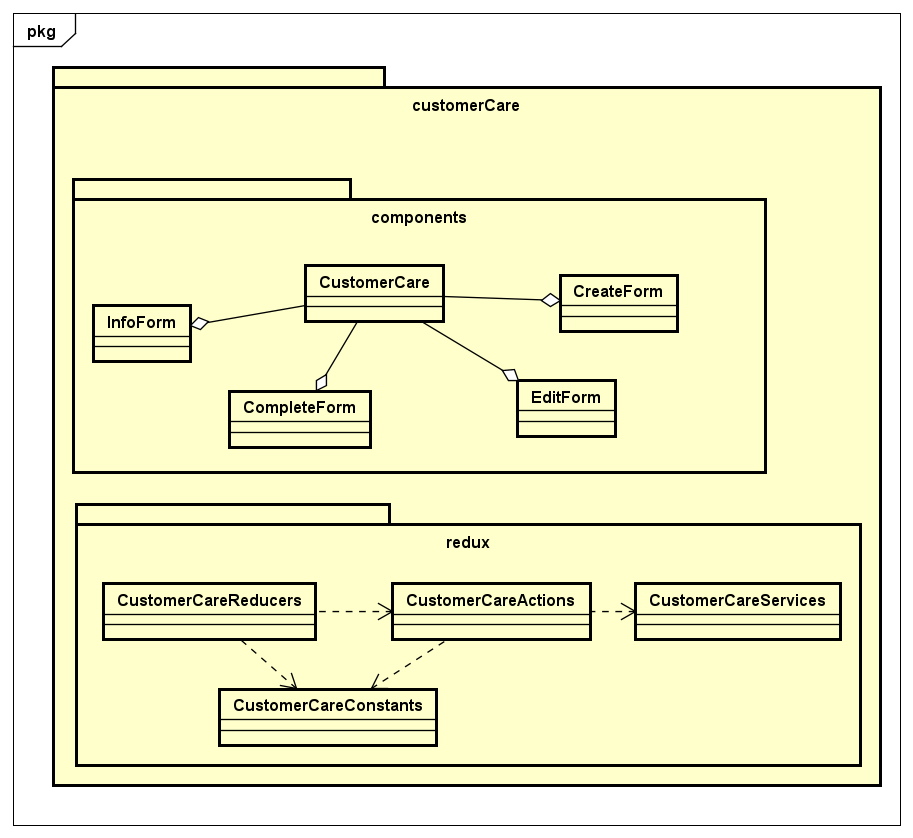 pkg
customerCare
components
CustomerCare
CreateForm
InfoForm
CompleteForm
EditForm
redux
CustomerCareReducers
CustomerCareActions
CustomerCareServices
CustomerCareConstants